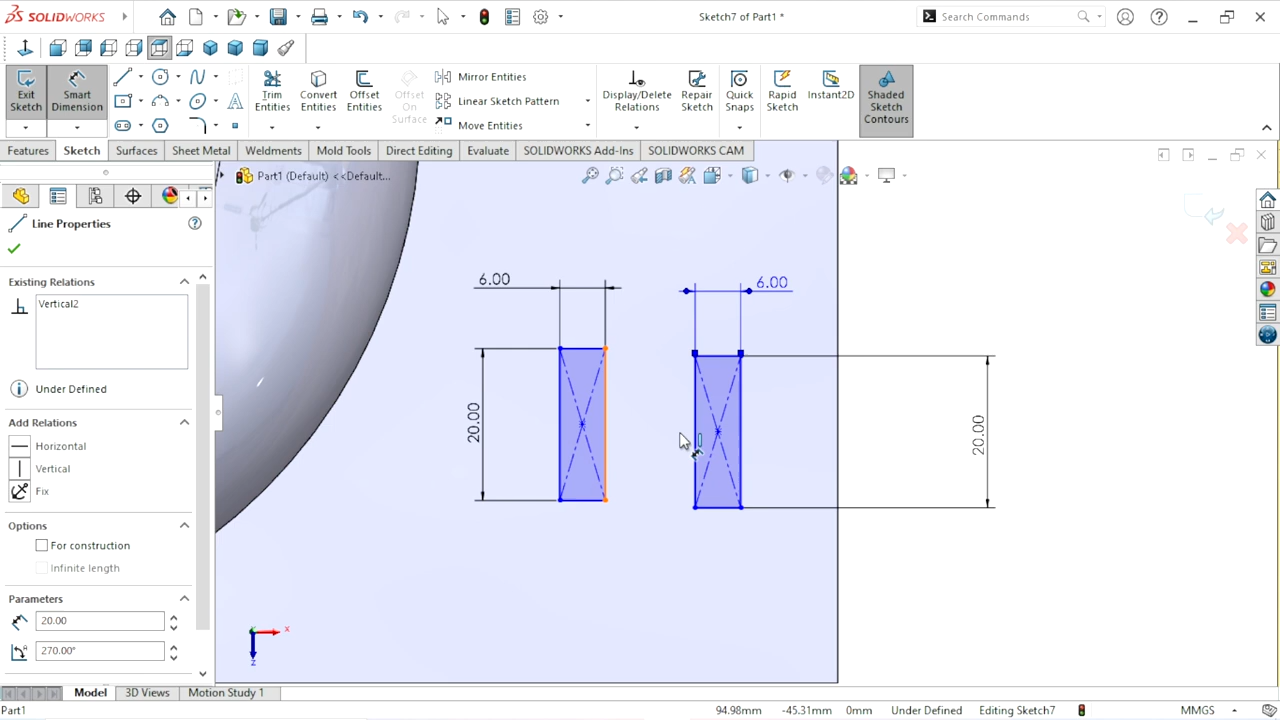 SOLIDWORKS
Sketch7 of Part1 *
Search Commands
Exit Sketch
Smart Dimension
Trim Entities
Convert Entities
Offset Entities
Offset On Surface
Mirror Entities
Linear Sketch Pattern
Move Entities
Display/Delete Relations
Repair Sketch
Quick Snaps
Rapid Sketch
Instant2D
Shaded Sketch Contours
Features
Sketch
Surfaces
Sheet Metal
Weldments
Mold Tools
Direct Editing
Evaluate
SOLIDWORKS Add-Ins
SOLIDWORKS CAM
Part1 (Default) <<Default...
Line Properties
Existing Relations
Vertical2
Under Defined
Add Relations
Horizontal
Vertical
Fix
Options
For construction
Infinite length
Parameters
20.00
270.00°
6.00
6.00
20.00
20.00
x
z
Model
3D Views
Motion Study 1
Part1
94.98mm
-45.31mm
0mm
Under Defined
Editing Sketch7
MMGS